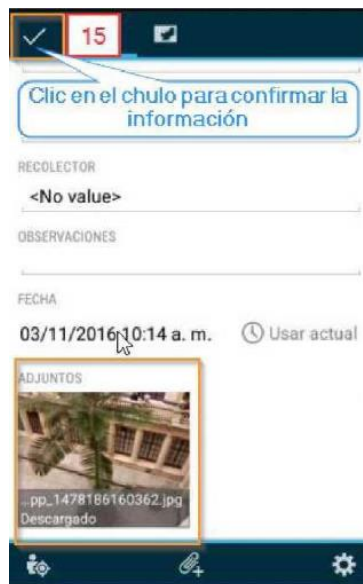 15
Clic en el chulo para confirmar la
información
RECOLECTOR
<No value>
OBSERVACIONES
FECHA
03/11/2016 10:14 a. m.
Usar actual
ADJUNTOS
...pp_1478186160362.jpg
Descargado